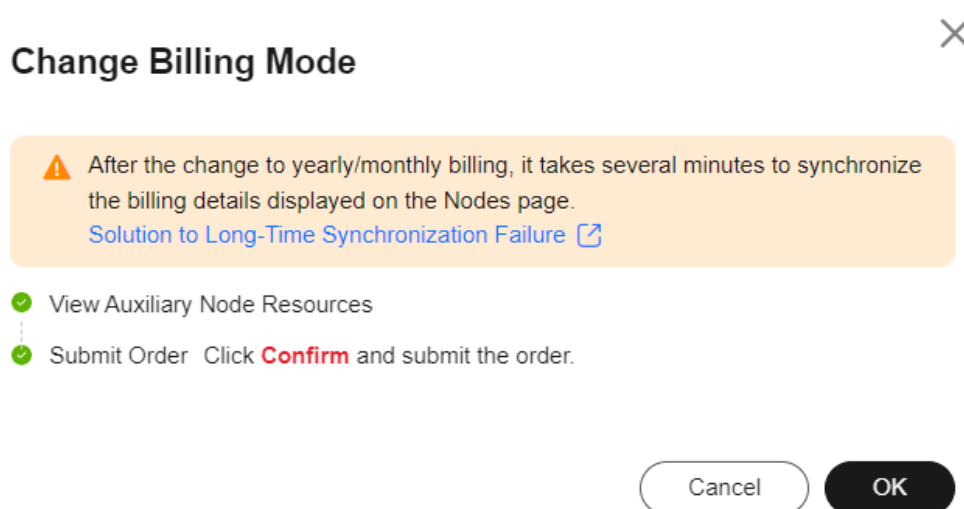 Change Billing Mode
After the change to yearly/monthly billing, it takes several minutes to synchronize
the billing details displayed on the Nodes page.
Solution to Long-Time Synchronization Failure
View Auxiliary Node Resources
Submit Order Click Confirm and submit the order.
Cancel OK